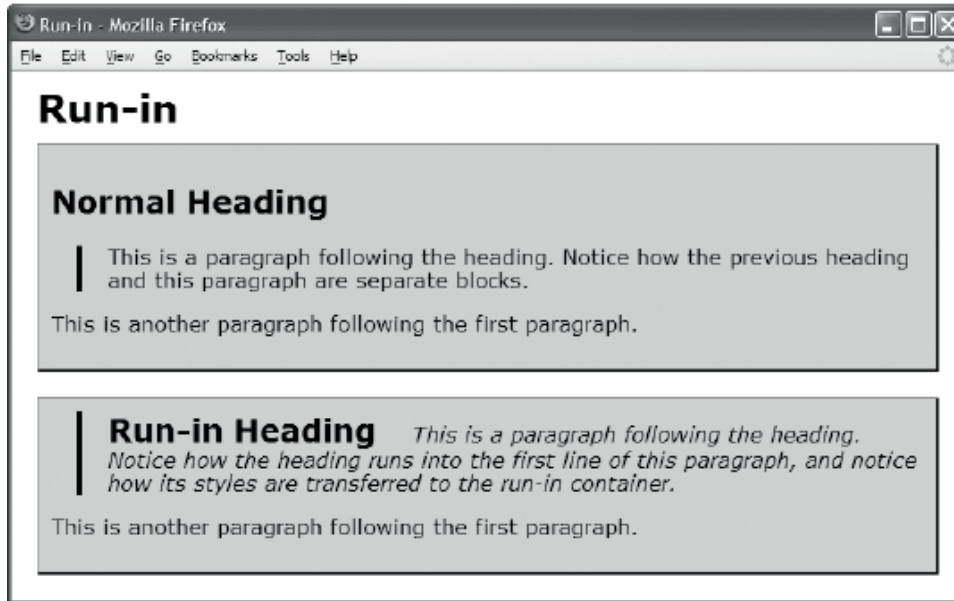 Run-in - Mozilla Firefox
File Edit View Go Bookmarks Tools Help
Run-in
Normal Heading
This is a paragraph following the heading. Notice how the previous heading
and this paragraph are separate blocks.
This is another paragraph following the first paragraph.
Run-in Heading This is a paragraph following the heading.
Notice how the heading runs into the first line of this paragraph, and notice
how its styles are transferred to the run-in container.
This is another paragraph following the first paragraph.